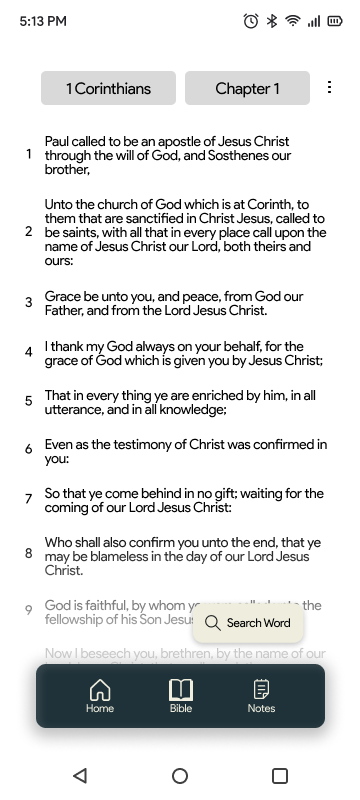 5:13 PM
1 Corinthians
Chapter 1
1
Paul called to be an apostle of Jesus Christ
through the will of God, and Sosthenes our
brother,
2
Unto the church of God which is at Corinth, to
them that are sanctified in Christ Jesus, called to
be saints, with all that in every place call upon the
name of Jesus Christ our Lord, both theirs and
ours:
3
Grace be unto you, and peace, from God our
Father, and from the Lord Jesus Christ.
4
I thank my God always on your behalf, for the
grace of God which is given you by Jesus Christ;
5
That in every thing ye are enriched by him, in all
utterance, and in all knowledge;
6
Even as the testimony of Christ was confirmed in
you:
7
So that ye come behind in no gift; waiting for the
coming of our Lord Jesus Christ:
8
Who shall also confirm you unto the end, that ye
may be blameless in the day of our Lord Jesus
Christ.
9
God is faithful, by whom the
fellowship of his Son Jesus
Search Word
Now I beseech you, brethren, by the name of our
Home
Bible
Notes